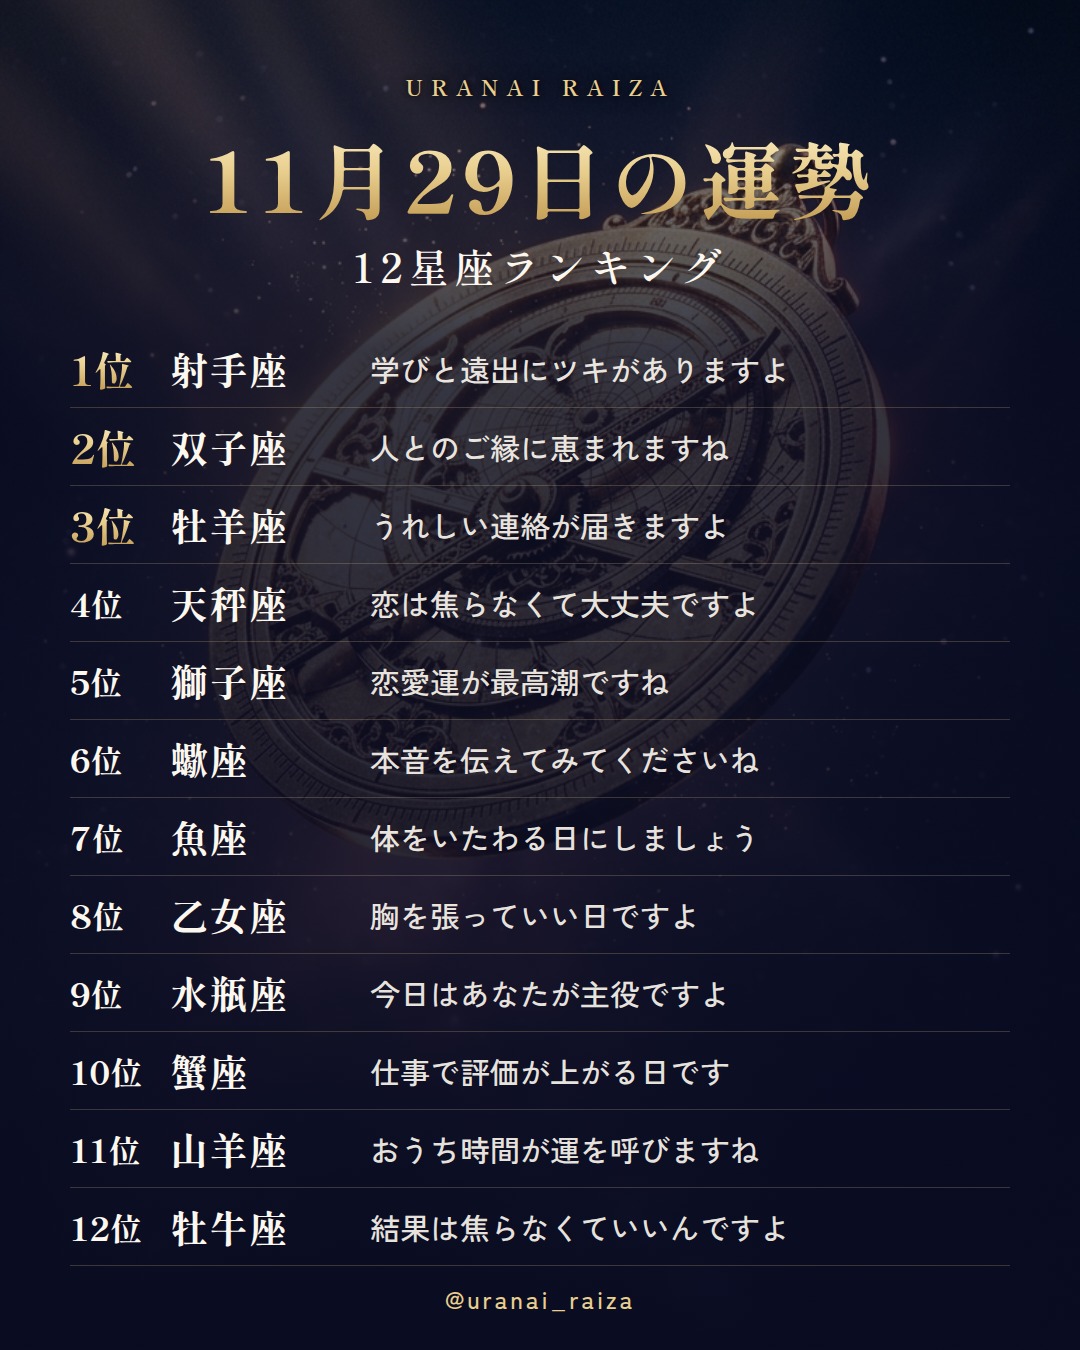 URANAI RAIZA
11月29日の運勢
12星座ランキング
1位 射手座 学びと遠出にツキがありますよ
2位 双子座 人とのご縁に恵まれますね
3位 牡羊座 うれしい連絡が届きますよ
4位 天秤座 恋は焦らなくて大丈夫ですよ
5位 獅子座 恋愛運が最高潮ですね
6位 蠍座 本音を伝えてみてくださいね
7位 魚座 体をいたわる日にしましょう
8位 乙女座 胸を張っていい日ですよ
9位 水瓶座 今日はあなたが主役ですよ
10位 蟹座 仕事で評価が上がる日です
11位 山羊座 おうち時間が運を呼びますね
12位 牡牛座 結果は焦らなくていいんですよ
@uranai_raiza